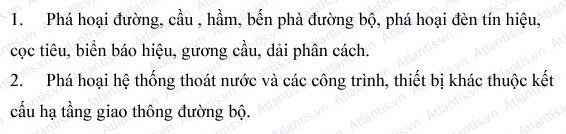 1. Phá hoại đường, cầu , hầm, bến phà đường bộ, phá hoại đèn tín hiệu,
cọc tiêu, biển báo hiệu, gương cầu, dải phân cách.
2. Phá hoại hệ thống thoát nước và các công trình, thiết bị khác thuộc kết
cấu hạ tầng giao thông đường bộ.